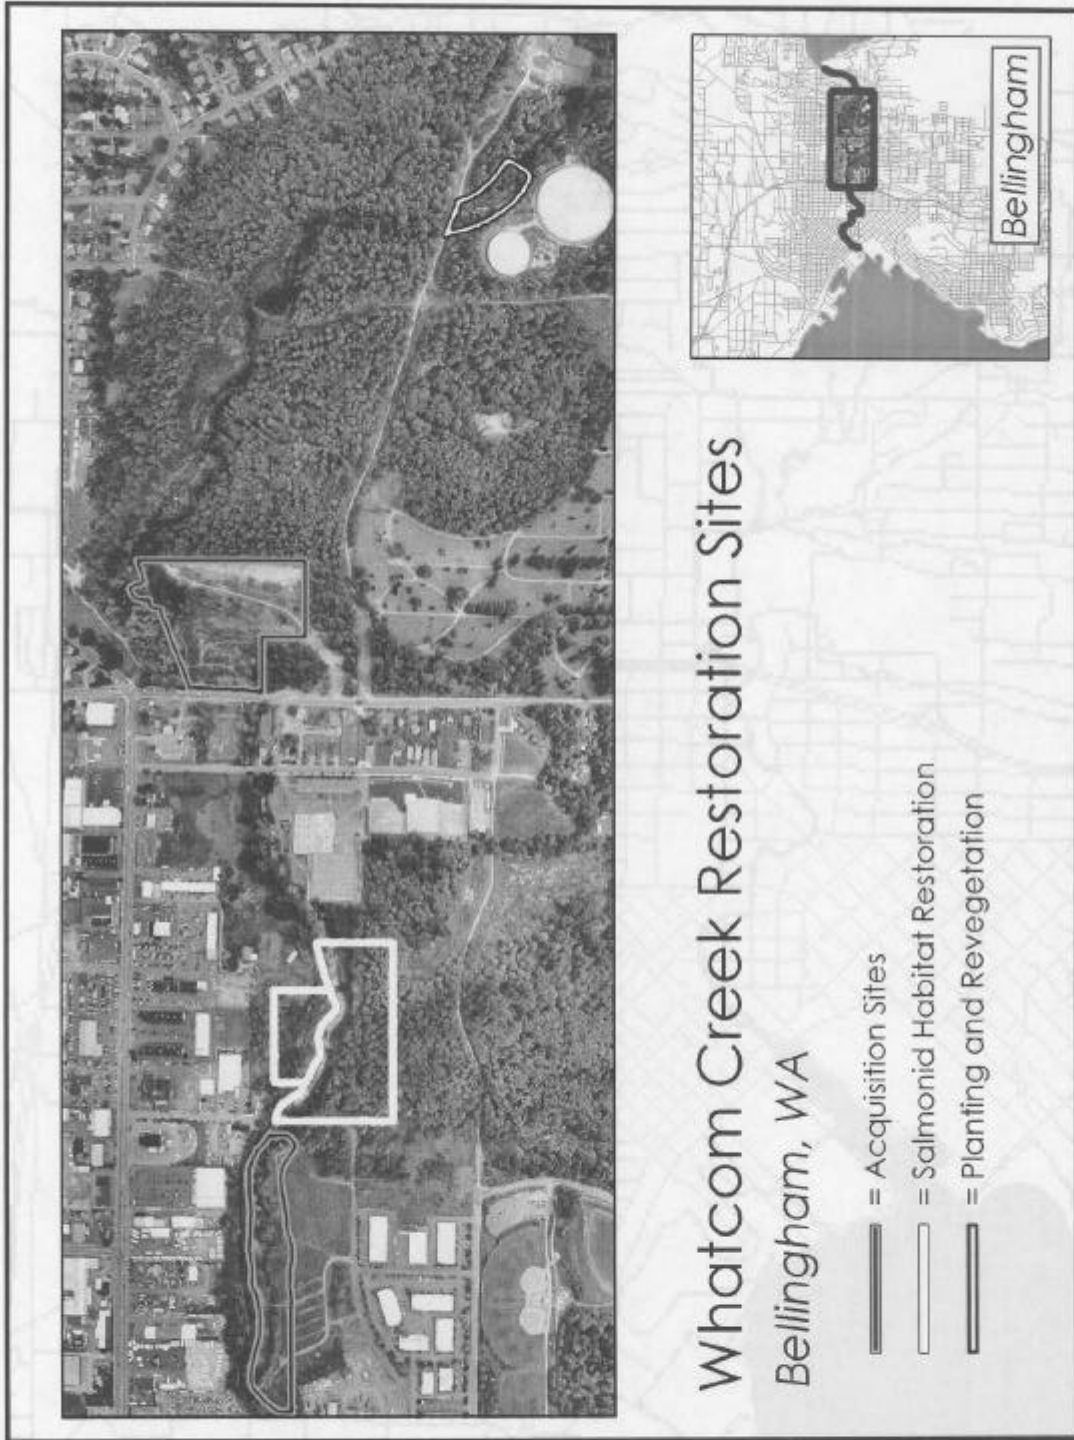 Whatcom Creek Restoration Sites
Bellingham, WA
= Acquisition Sites
= Salmonid Habitat Restoration
= Planting and Revegetation
Bellingham